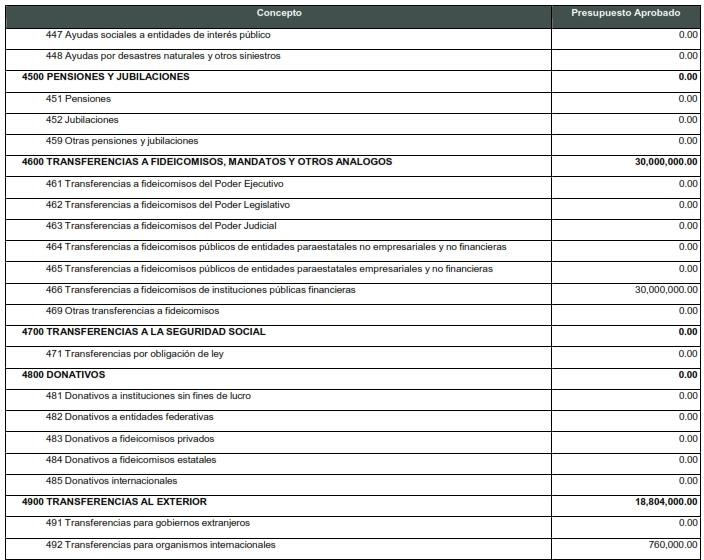 Concepto Presupuesto Aprobado
447 Ayudas sociales a entidades de interés público 0.00
448 Ayudas por desastres naturales y otros siniestros 0.00
4500 PENSIONES Y JUBILACIONES 0.00
451 Pensiones 0.00
452 Jubilaciones 0.00
459 Otras pensiones y jubilaciones 0.00
4600 TRANSFERENCIAS A FIDEICOMISOS, MANDATOS Y OTROS ANALOGOS 30,000,000.00
461 Transferencias a fideicomisos del Poder Ejecutivo 0.00
462 Transferencias a fideicomisos del Poder Legislativo 0.00
463 Transferencias a fideicomisos del Poder Judicial 0.00
464 Transferencias a fideicomisos públicos de entidades paraestatales no empresariales y no financieras 0.00
465 Transferencias a fideicomisos públicos de entidades paraestatales empresariales y no financieras 0.00
466 Transferencias a fideicomisos de instituciones públicas financieras 30,000,000.00
469 Otras transferencias a fideicomisos 0.00
4700 TRANSFERENCIAS A LA SEGURIDAD SOCIAL 0.00
471 Transferencias por obligación de ley 0.00
4800 DONATIVOS 0.00
481 Donativos a instituciones sin fines de lucro 0.00
482 Donativos a entidades federativas 0.00
483 Donativos a fideicomisos privados 0.00
484 Donativos a fideicomisos estatales 0.00
485 Donativos internacionales 0.00
4900 TRANSFERENCIAS AL EXTERIOR 18,804,000.00
491 Transferencias para gobiernos extranjeros 0.00
492 Transferencias para organismos internacionales 760,000.00